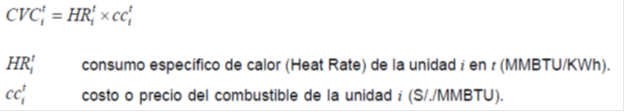 CVC_i^t = HR_i^t × cc_i^t
HR_i^t consumo específico de calor (Heat Rate) de la unidad i en t (MMBTU/KWh).
cc_i^t costo o precio del combustible de la unidad i (S/./MMBTU).